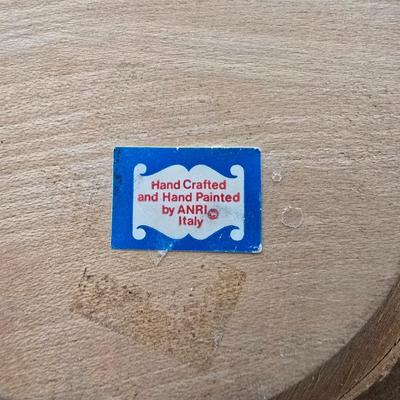 Hand Crafted
and Hand Painted
by ANRI
Italy